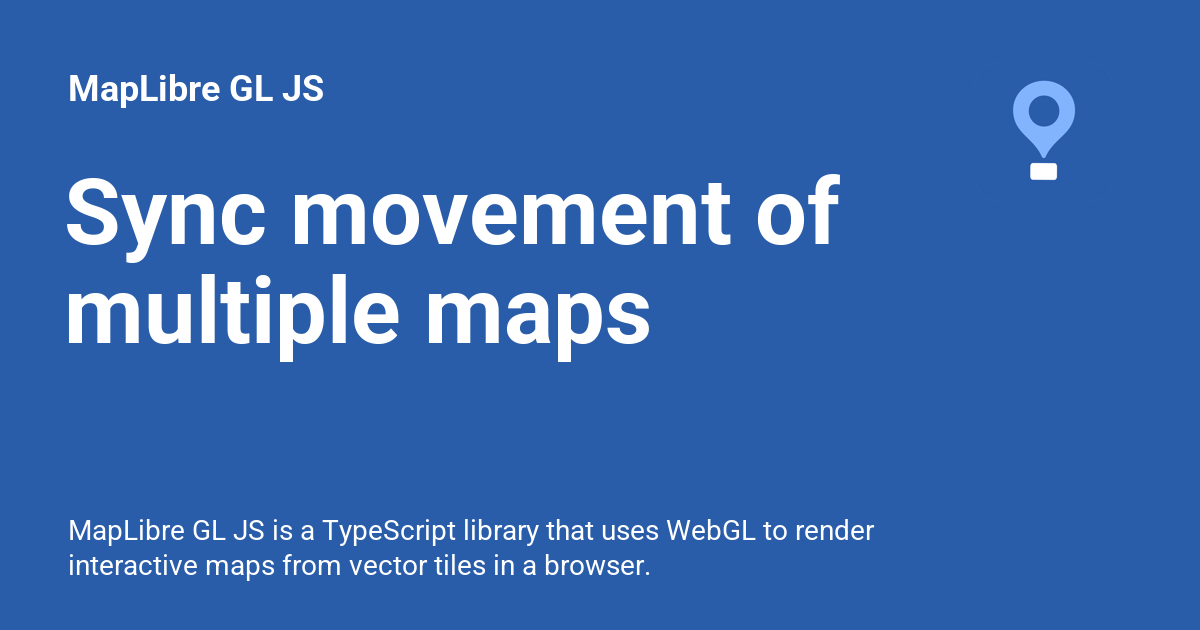 MapLibre GL JS
Sync movement of
multiple maps
MapLibre GL JS is a TypeScript library that uses WebGL to render
interactive maps from vector tiles in a browser.